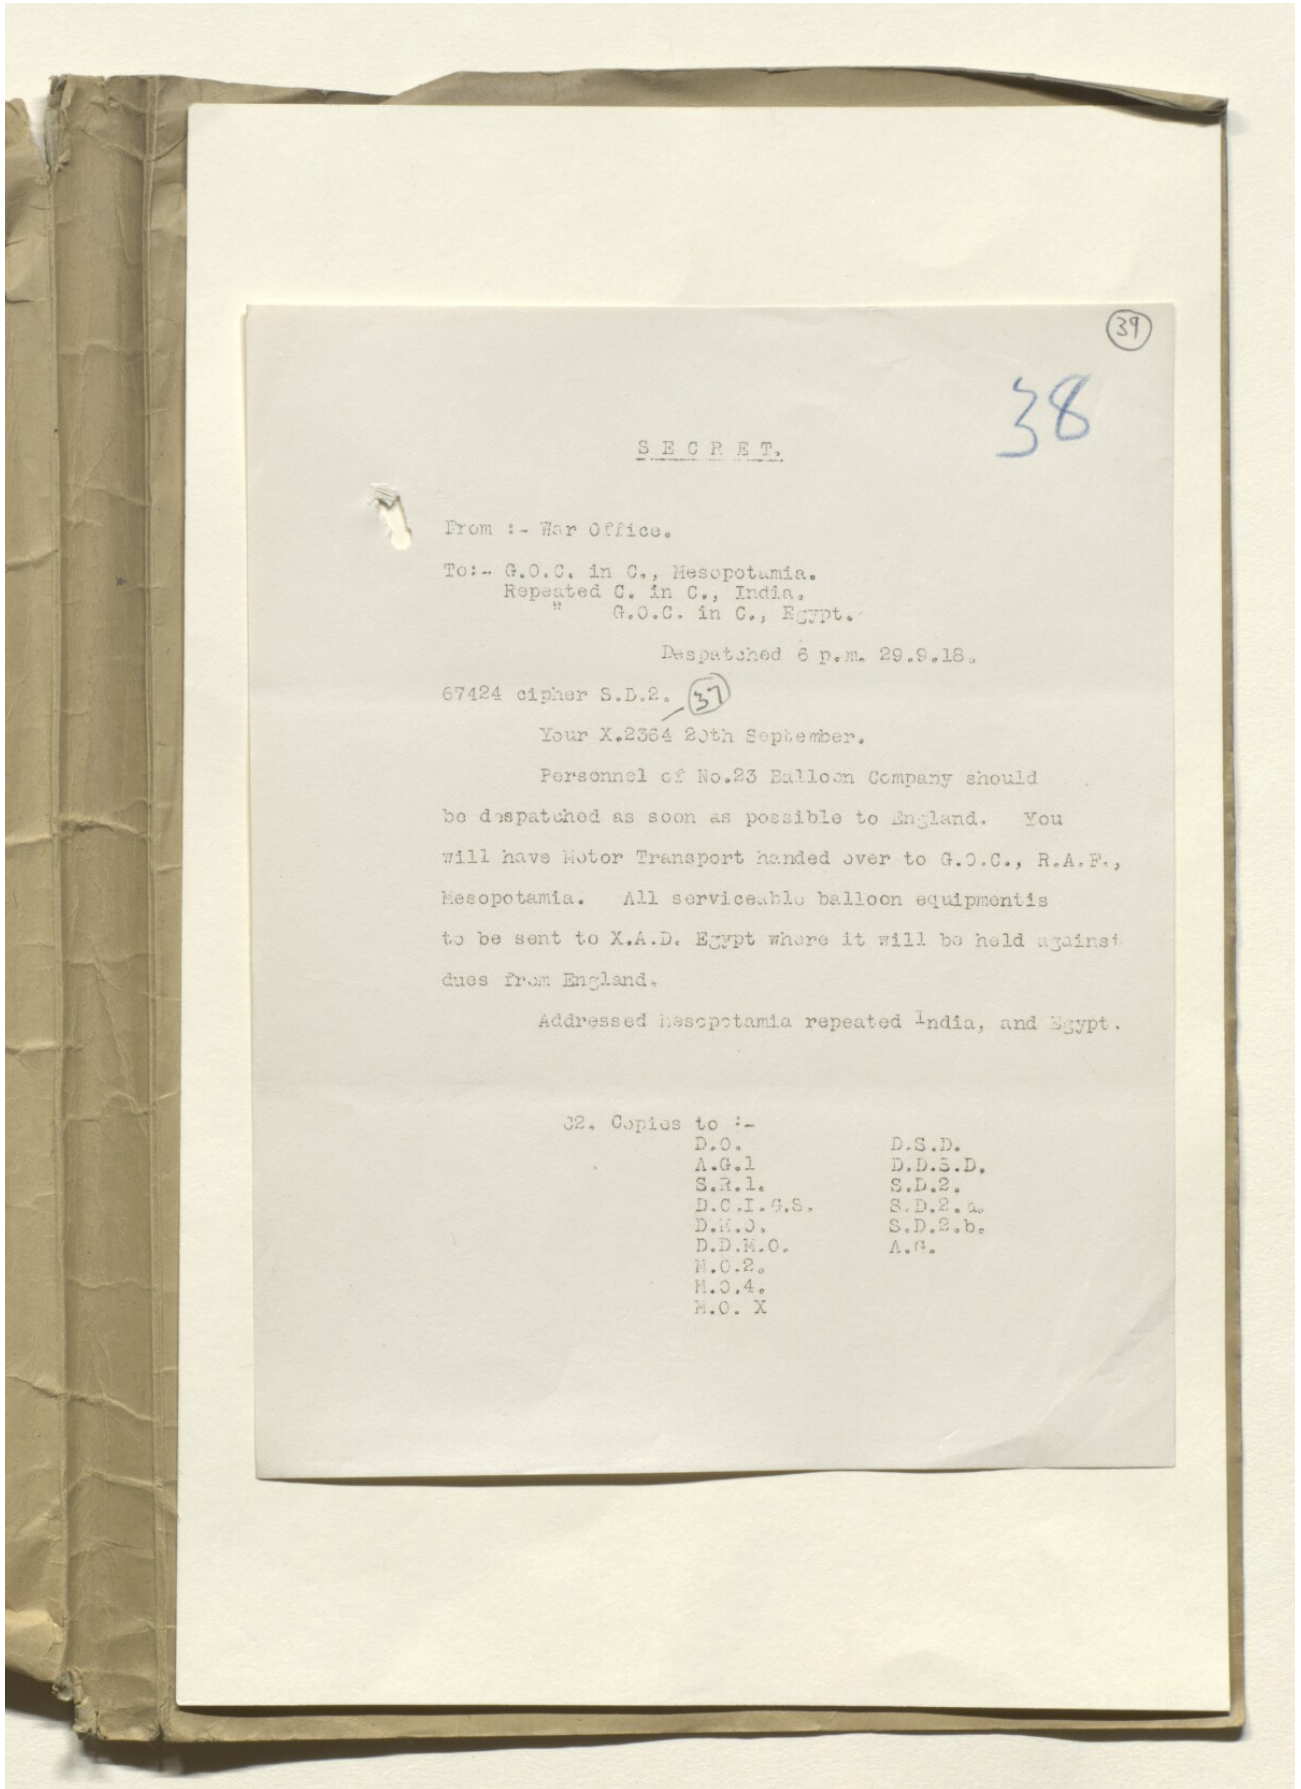 39
38
S E C R E T.
From :- War Office.
To:- G.O.C. in C., Mesopotamia.
Repeated C. in C., India.
" G.O.C. in C., Egypt.
Despatched 6 p.m. 29.9.18.
67424 cipher S.D.2. 37
Your X.2364 20th September.
Personnel of No.23 Balloon Company should
be despatched as soon as possible to England. You
will have Motor Transport handed over to G.O.C., R.A.F.,
Mesopotamia. All serviceable balloon equipmentis
to be sent to X.A.D. Egypt where it will be held against
dues from England.
Addressed Mesopotamia repeated India, and Egypt.
C2. Copies to :-
D.O. D.S.D.
A.G.1 D.D.S.D.
S.R.1. S.D.2.
D.C.I.G.S. S.D.2.a.
D.M.O. S.D.2.b.
D.D.M.O. A.G.
M.O.2.
M.O.4.
M.O. X